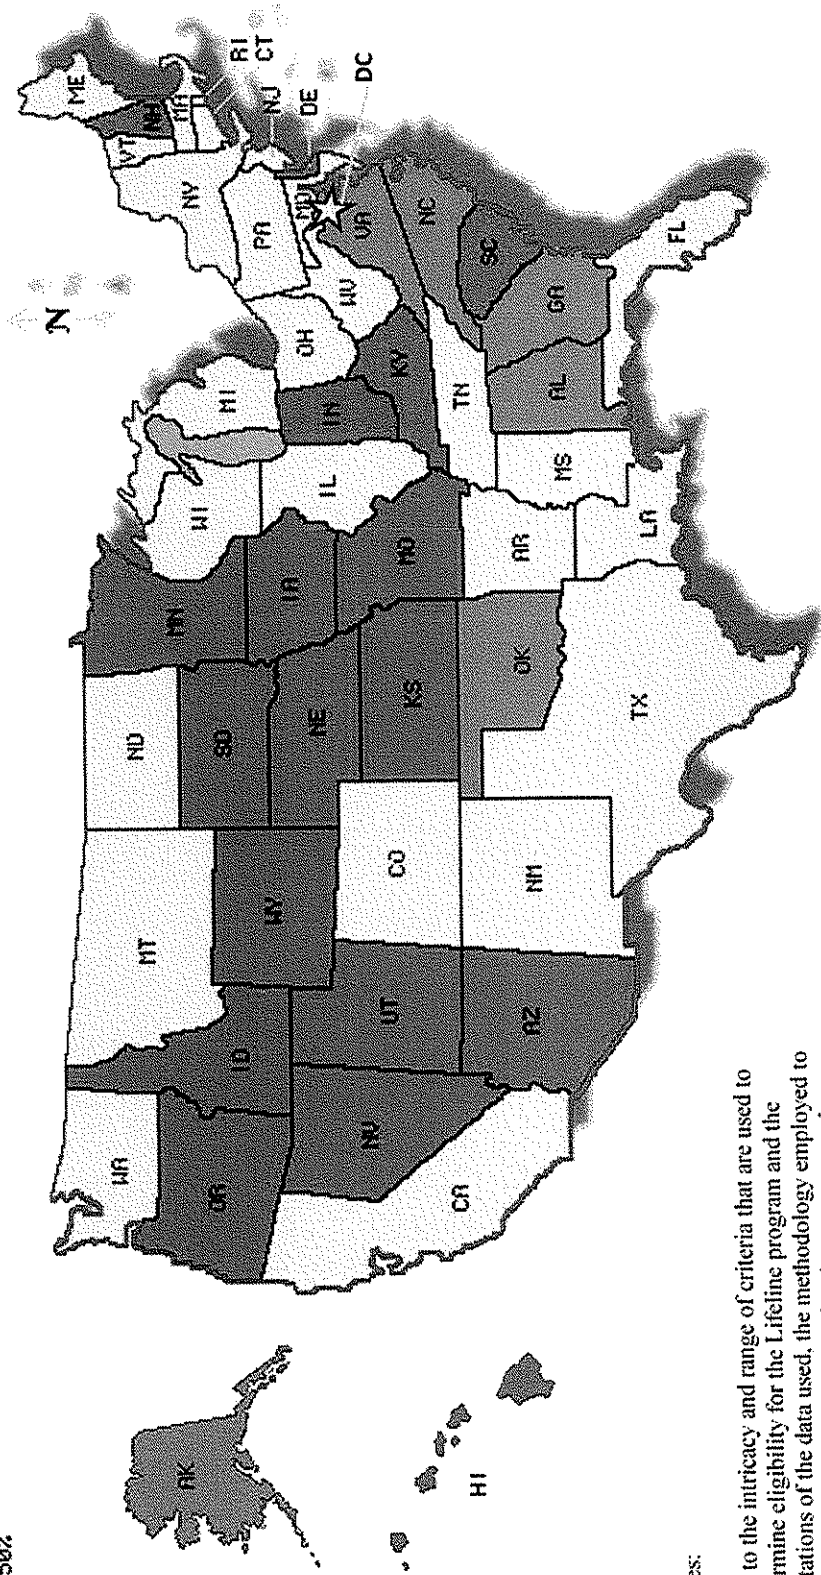 50%
N
AK
HI
WA
OR
CA
NV
ID
MT
WY
UT
AZ
CO
NM
ND
SD
NE
KS
OK
TX
MN
IA
MO
AR
LA
WI
IL
MS
MI
IN
KY
TN
AL
OH
WV
GA
FL
PA
NY
VA
NC
SC
MD
VT
NH
ME
MA
RI
CT
NJ
DE
DC
es:
to the intricacy and range of criteria that are used to
rmine eligibility for the Lifeline program and the
tations of the data used, the methodology employed to